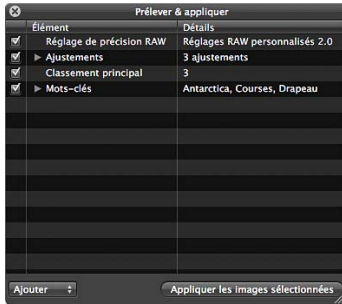 Prélever & appliquer
Élément Détails
Réglage de précision RAW Réglages RAW personnalisés 2.0
Ajustements 3 ajustements
Classement principal 3
Mots-clés Antarctica, Courses, Drapeau
Ajouter Appliquer les images sélectionnées